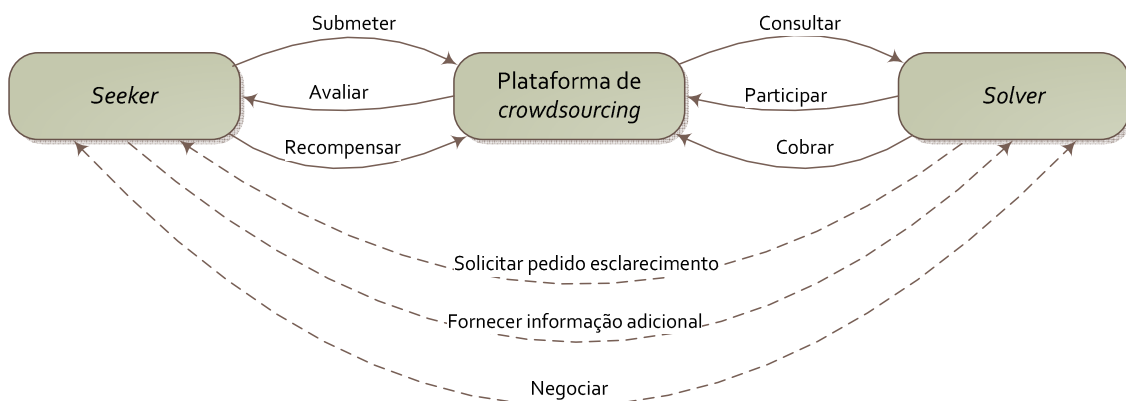 Submeter
Consultar
Seeker
Avaliar
Plataforma de
crowdsourcing
Participar
Solver
Recompensar
Cobrar
Solicitar pedido esclarecimento
Fornecer informação adicional
Negociar